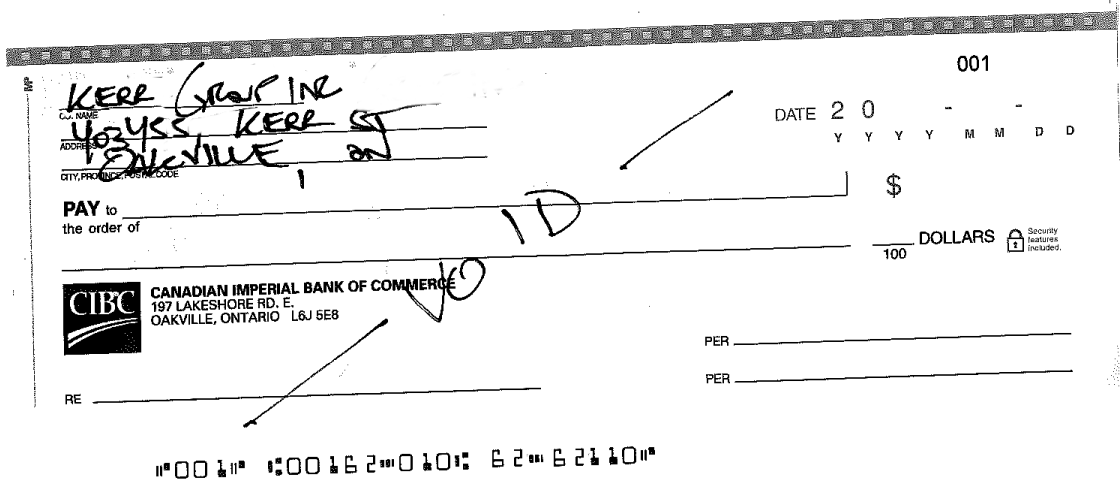 001
KERR GROUP INC
CO. NAME
403 455, KERR ST
ADDRESS
OAKVILLE, ON
CITY, PROVINCE, POSTAL CODE
DATE 2 0 - -
Y Y Y Y M M D D
PAY to
the order of
$
VOID
100 DOLLARS
Security
features
included.
CIBC
CANADIAN IMPERIAL BANK OF COMMERCE
197 LAKESHORE RD. E.
OAKVILLE, ONTARIO L6J 5E8
PER
PER
RE
⑈001⑈ ⑆00162⑉010⑆ 62⑉62110⑈